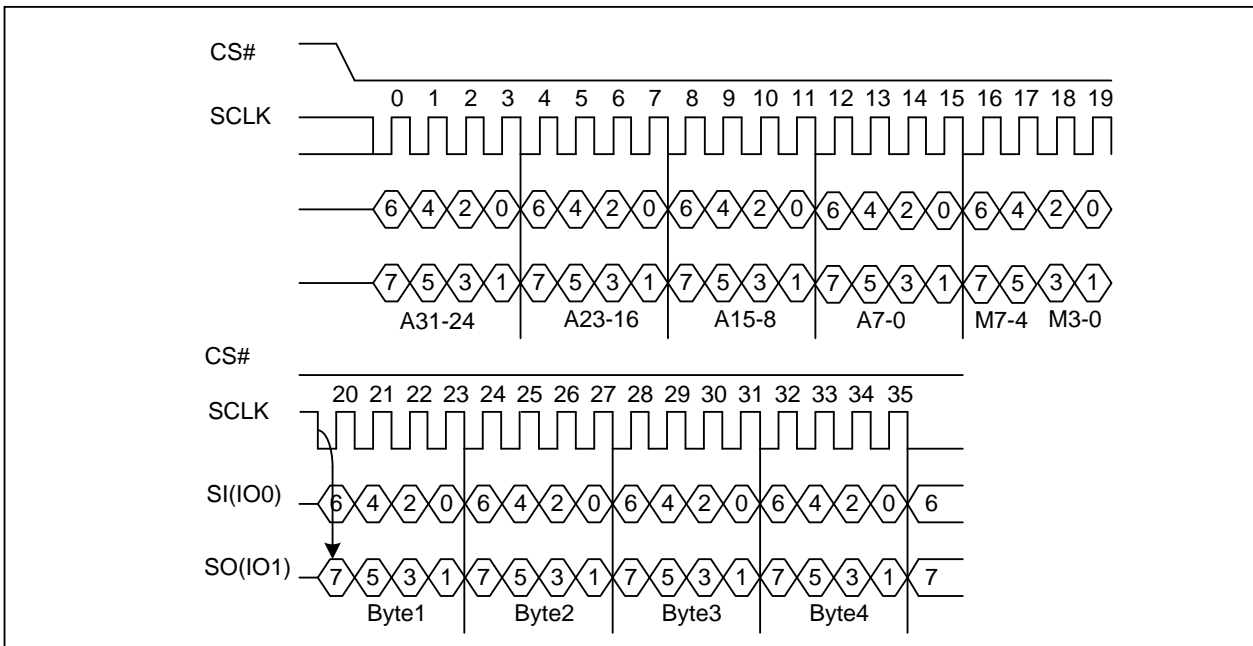 CS#
0 1 2 3 4 5 6 7 8 9 10 11 12 13 14 15 16 17 18 19
SCLK
6 4 2 0 6 4 2 0 6 4 2 0 6 4 2 0 6 4 2 0
7 5 3 1 7 5 3 1 7 5 3 1 7 5 3 1 7 5 3 1
A31-24 A23-16 A15-8 A7-0 M7-4 M3-0
CS#
20 21 22 23 24 25 26 27 28 29 30 31 32 33 34 35
SCLK
SI(IO0) 6 4 2 0 6 4 2 0 6 4 2 0 6 4 2 0 6
SO(IO1) 7 5 3 1 7 5 3 1 7 5 3 1 7 5 3 1 7
Byte1 Byte2 Byte3 Byte4